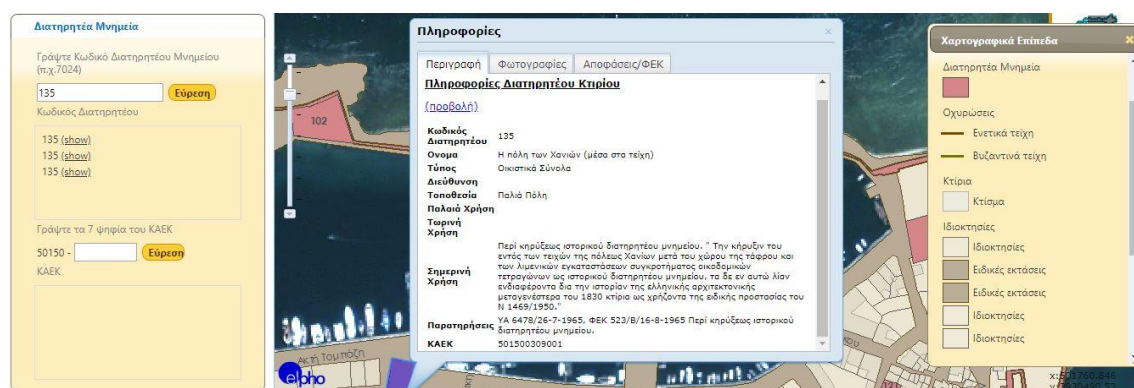 Διατηρητέα Μνημεία
Γράψτε Κωδικό Διατηρητέου Μνημείου
(π.χ.7024)
135
Εύρεση
Κωδικός Διατηρητέου
135 (show)
135 (show)
135 (show)
Γράψτε τα 7 ψηφία του ΚΑΕΚ
50150 -
Εύρεση
ΚΑΕΚ
102
Ακτή Τομπάζη
elpho
Πληροφορίες
Περιγραφή
Φωτογραφίες
Αποφάσεις/ΦΕΚ
Πληροφορίες Διατηρητέου Κτιρίου
(προβολή)
Κωδικός Διατηρητέου 135
Ονομα Η πόλη των Χανιών (μέσα στα τείχη)
Τύπος Οικιστικά Σύνολα
Διεύθυνση
Τοποθεσία Παλιά Πόλη
Παλαιά Χρήση
Τωρινή
Χρήση
Περί κηρύξεως ιστορικού διατηρητέου μνημείου. " Την κήρυξιν του
εντός των τειχών της πόλεως Χανίων μετά του χώρου της τάφρου και
των λιμενικών εγκαταστάσεων συγκροτήματος οικοδομικών
Σημερινή Χρήση τετραγώνων ως ιστορικού διατηρητέου μνημείου, τα δε εν αυτώ λίαν
ενδιαφέροντα δια την ιστορίαν της ελληνικής αρχιτεκτονικής
μεταγενέστερα του 1830 κτίρια ως χρήζοντα της ειδικής προστασίας του
Ν 1469/1950."
Παρατηρήσεις ΥΑ 6478/26-7-1965, ΦΕΚ 523/Β/16-8-1965 Περί κηρύξεως ιστορικού
διατηρητέου μνημείου.
ΚΑΕΚ 501500309001
Χαρτογραφικά Επίπεδα
Διατηρητέα Μνημεία
Οχυρώσεις
Ενετικά τείχη
Βυζαντινά τείχη
Κτίρια
Κτίσμα
Ιδιοκτησίες
Ιδιοκτησίες
Ειδικές εκτάσεις
Ειδικές εκτάσεις
Ιδιοκτησίες
Ιδιοκτησίες